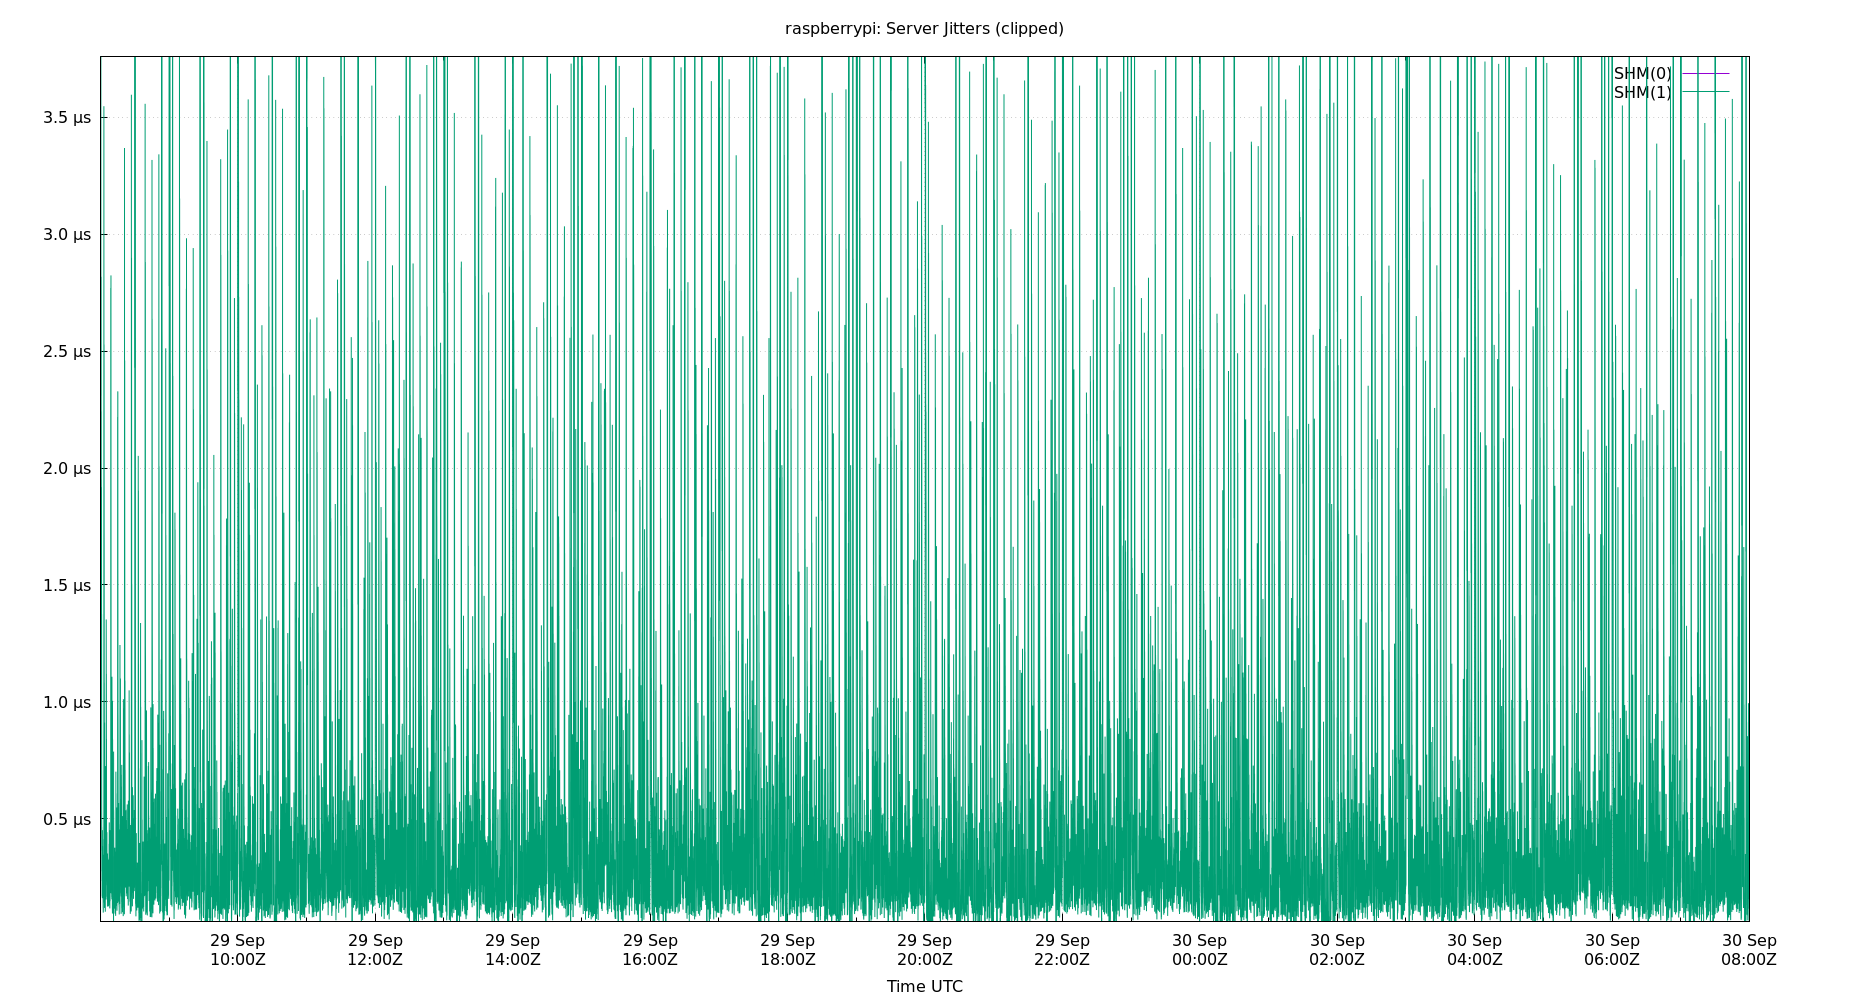 raspberrypi: Server Jitters (clipped)
SHM(0)
SHM(1)
3.5 µs
3.0 µs
2.5 µs
2.0 µs
1.5 µs
1.0 µs
0.5 µs
29 Sep 29 Sep 29 Sep 29 Sep 29 Sep 29 Sep 29 Sep 30 Sep 30 Sep 30 Sep 30 Sep 30 Sep
10:00Z 12:00Z 14:00Z 16:00Z 18:00Z 20:00Z 22:00Z 00:00Z 02:00Z 04:00Z 06:00Z 08:00Z
Time UTC